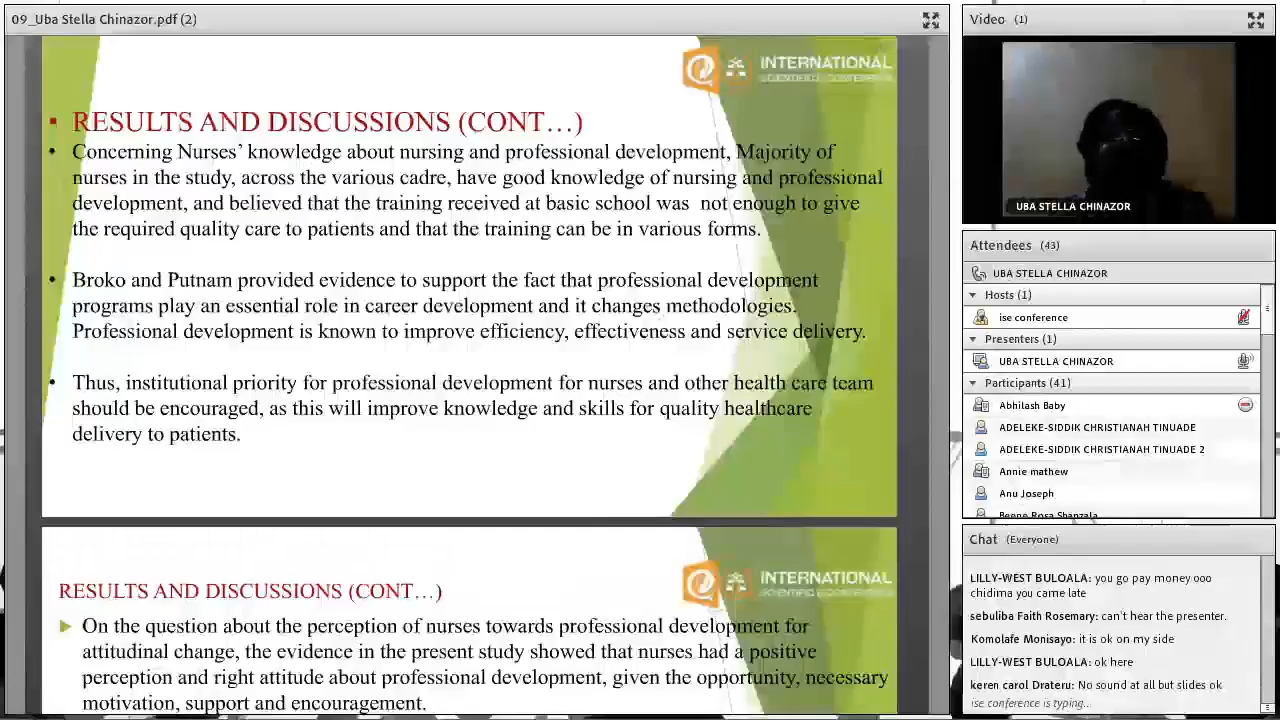 09_Uba Stella Chinazor.pdf (2)
INTERNATIONAL
SCIENTIFIC E-CONFERENCE
RESULTS AND DISCUSSIONS (CONT…)
• Concerning Nurses’ knowledge about nursing and professional development, Majority of
nurses in the study, across the various cadre, have good knowledge of nursing and professional
development, and believed that the training received at basic school was not enough to give
the required quality care to patients and that the training can be in various forms.
• Broko and Putnam provided evidence to support the fact that professional development
programs play an essential role in career development and it changes methodologies.
Professional development is known to improve efficiency, effectiveness and service delivery.
• Thus, institutional priority for professional development for nurses and other health care team
should be encouraged, as this will improve knowledge and skills for quality healthcare
delivery to patients.
INTERNATIONAL
SCIENTIFIC E-CONFERENCE
RESULTS AND DISCUSSIONS (CONT…)
On the question about the perception of nurses towards professional development for
attitudinal change, the evidence in the present study showed that nurses had a positive
perception and right attitude about professional development, given the opportunity, necessary
motivation, support and encouragement.
Video (1)
UBA STELLA CHINAZOR
Attendees (43)
UBA STELLA CHINAZOR
Hosts (1)
ise conference
Presenters (1)
UBA STELLA CHINAZOR
Participants (41)
Abhilash Baby
ADELEKE-SIDDIK CHRISTIANAH TINUADE
ADELEKE-SIDDIK CHRISTIANAH TINUADE 2
Annie mathew
Anu Joseph
Chat (Everyone)
LILLY-WEST BULOALA: you go pay money ooo
chidima you came late
sebuliba Faith Rosemary: can't hear the presenter.
Komolafe Monisayo: it is ok on my side
LILLY-WEST BULOALA: ok here
keren carol Drateru: No sound at all but slides ok
ise conference is typing...